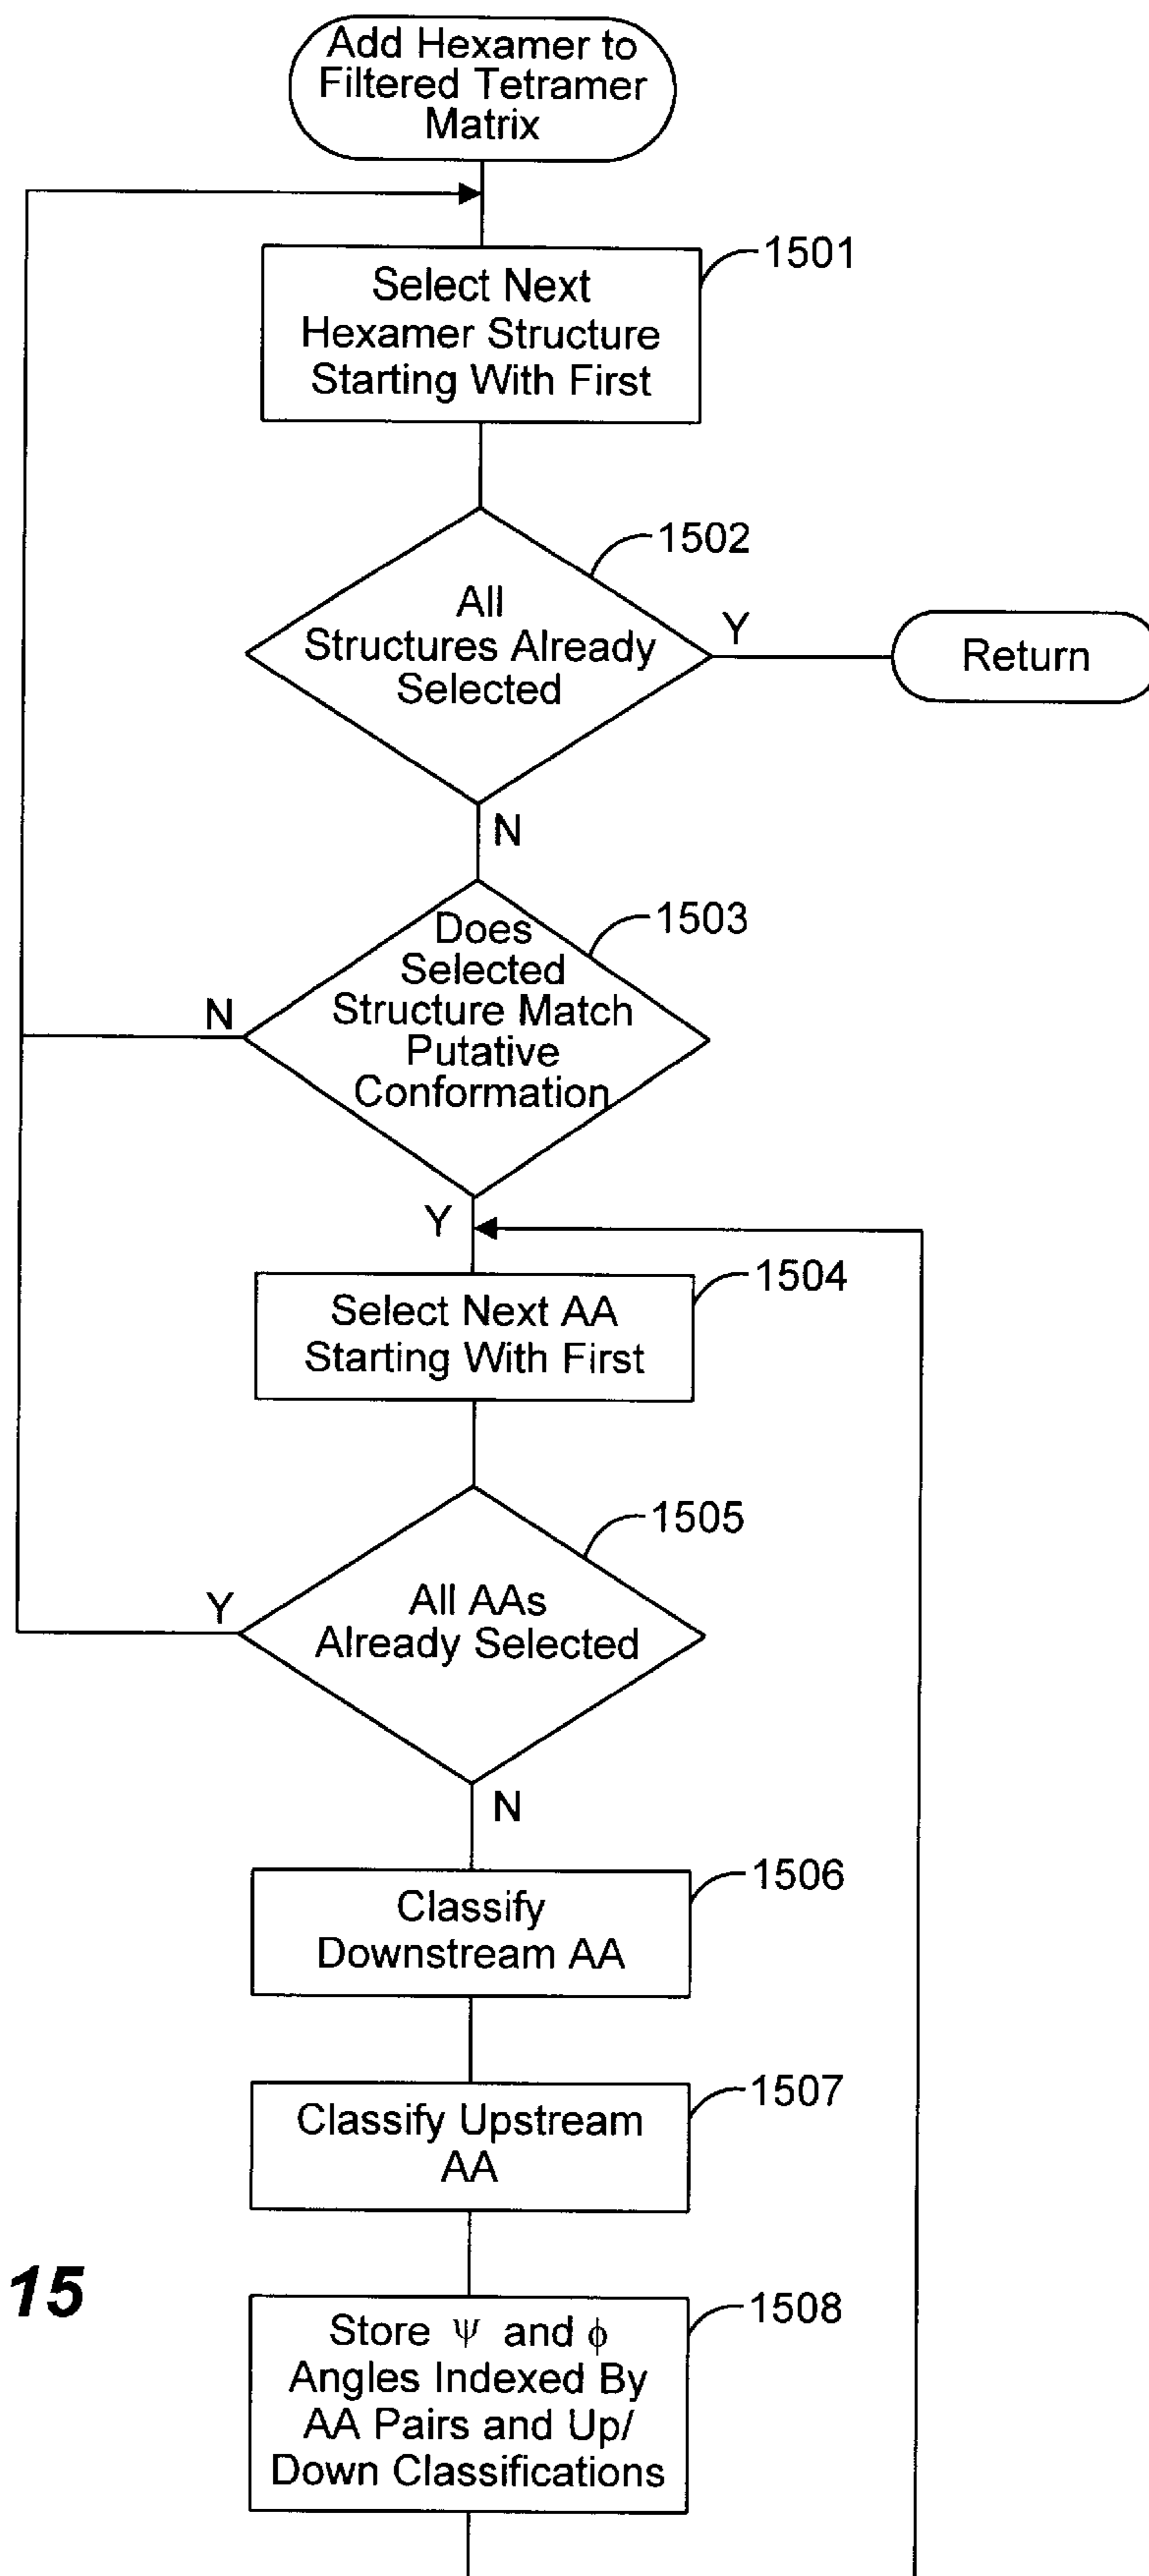 Add Hexamer to
Filtered Tetramer
Matrix
1501
Select Next
Hexamer Structure
Starting With First
1502
All
Structures Already
Selected
Y
Return
N
1503
Does
Selected
Structure Match
Putative
Conformation
N
Y
1504
Select Next AA
Starting With First
1505
All AAs
Already Selected
Y
N
1506
Classify
Downstream AA
1507
Classify Upstream
AA
15
1508
Store ψ and ϕ
Angles Indexed By
AA Pairs and Up/
Down Classifications